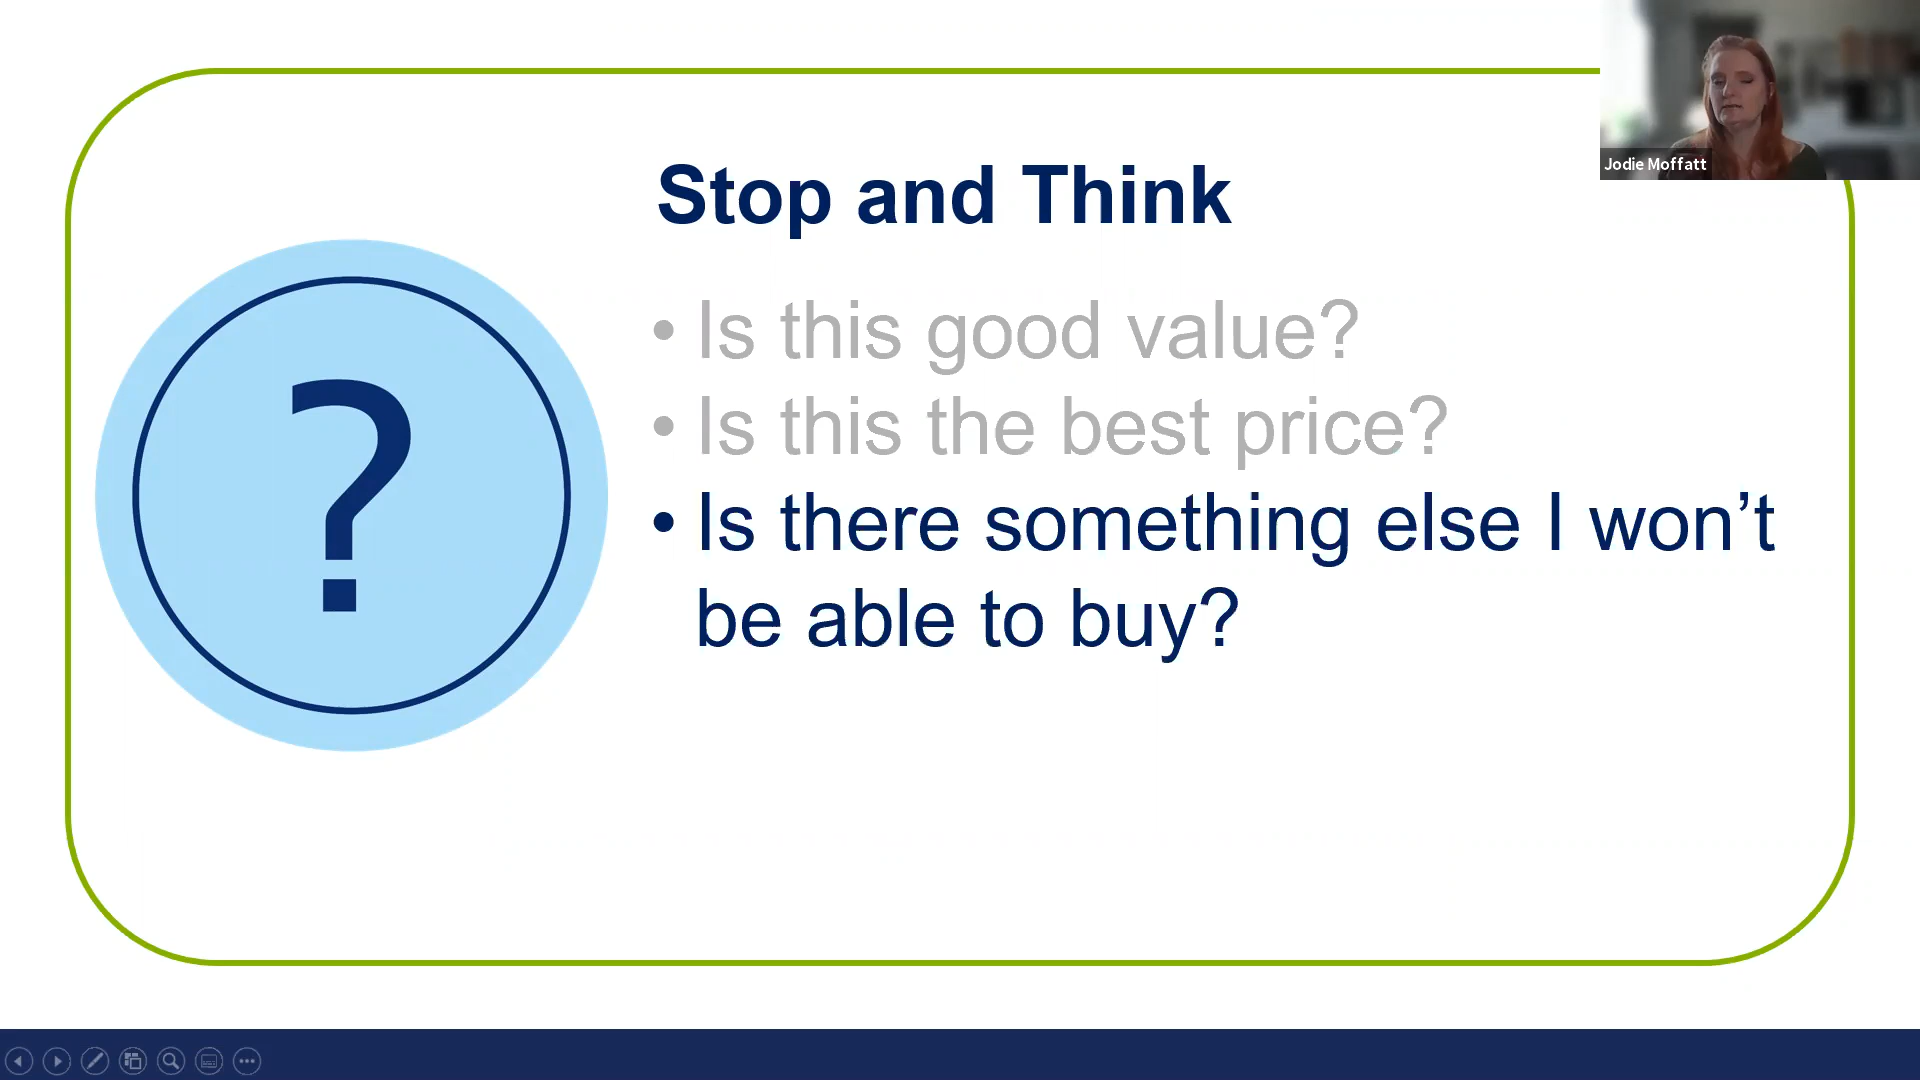 Jodie Moffatt
Stop and Think
• Is this good value?
• Is this the best price?
• Is there something else I won’t
be able to buy?
?